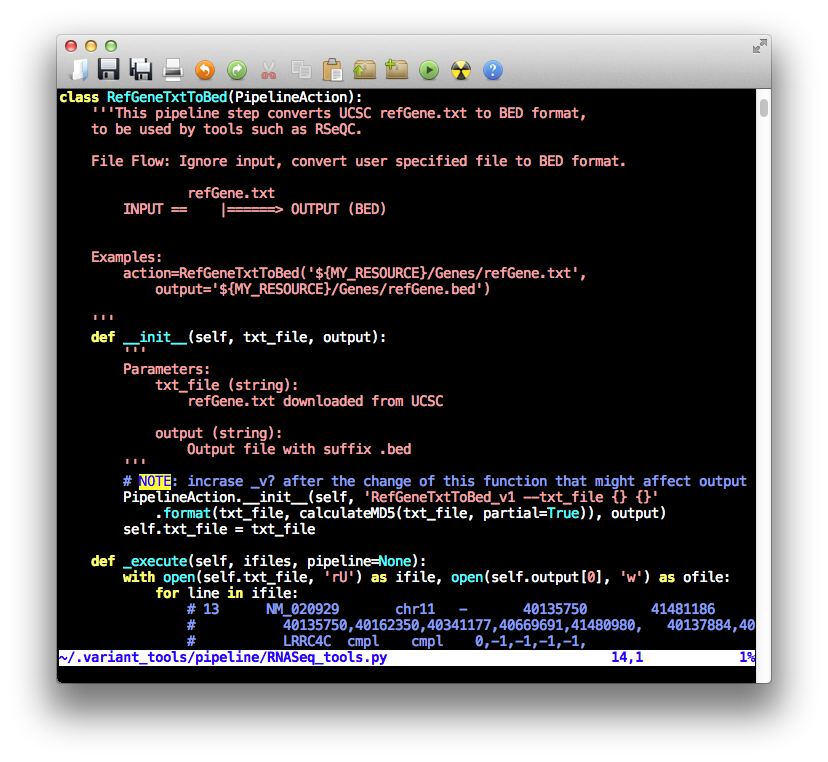 class RefGeneTxtToBed(PipelineAction):
    '''This pipeline step converts UCSC refGene.txt to BED format,
    to be used by tools such as RSeQC.

    File Flow: Ignore input, convert user specified file to BED format.

                refGene.txt
        INPUT ==    |======> OUTPUT (BED)


    Examples:
        action=RefGeneTxtToBed('${MY_RESOURCE}/Genes/refGene.txt',
            output='${MY_RESOURCE}/Genes/refGene.bed')

    '''
    def __init__(self, txt_file, output):
        '''
        Parameters:
            txt_file (string):
                refGene.txt downloaded from UCSC

            output (string):
                Output file with suffix .bed
        '''
        # NOTE: incrase _v? after the change of this function that might affect output
        PipelineAction.__init__(self, 'RefGeneTxtToBed_v1 --txt_file {} {}'
            .format(txt_file, calculateMD5(txt_file, partial=True)), output)
        self.txt_file = txt_file

    def _execute(self, ifiles, pipeline=None):
        with open(self.txt_file, 'rU') as ifile, open(self.output[0], 'w') as ofile:
            for line in ifile:
                # 13      NM_020929       chr11   -       40135750        41481186
                #           40135750,40162350,40341177,40669691,41480980,   40137884,40
                #           LRRC4C  cmpl    cmpl    0,-1,-1,-1,-1,
~/.variant_tools/pipeline/RNASeq_tools.py                            14,1            1%